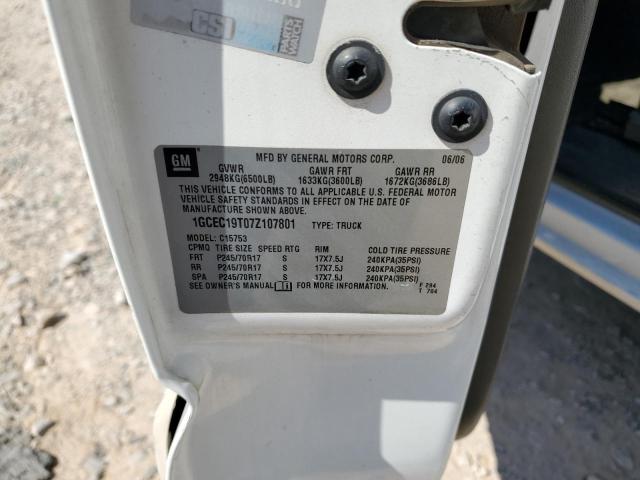 CSI
PARTS
WATCH
GM
MFD BY GENERAL MOTORS CORP. 06/06
GVWR GAWR FRT GAWR RR
2948KG(6500LB) 1633KG(3600LB) 1672KG(3686LB)
THIS VEHICLE CONFORMS TO ALL APPLICABLE U.S. FEDERAL MOTOR
VEHICLE SAFETY STANDARDS IN EFFECT ON THE DATE OF
MANUFACTURE SHOWN ABOVE.
1GCEC19T07Z107801 TYPE: TRUCK
MODEL: C15753
CPMQ TIRE SIZE SPEED RTG RIM COLD TIRE PRESSURE
FRT P245/70R17 S 17X7.5J 240KPA(35PSI)
RR P245/70R17 S 17X7.5J 240KPA(35PSI)
SPA P245/70R17 S 17X7.5J 240KPA(35PSI)
SEE OWNER'S MANUAL FOR MORE INFORMATION. F 294
T 704